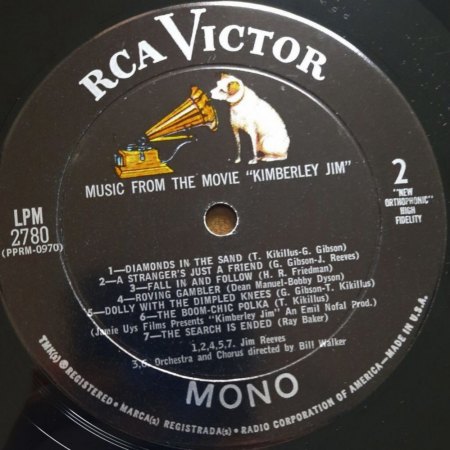 RCA VICTOR
MUSIC FROM THE MOVIE "KIMBERLEY JIM"
LPM
2780
(PPRM-0970)
2
"NEW
ORTHOPHONIC"
HIGH
FIDELITY
1—DIAMONDS IN THE SAND (T. Kikillus-G. Gibson)
2—A STRANGER'S JUST A FRIEND (G. Gibson-J. Reeves)
3—FALL IN AND FOLLOW (H. R. Friedman)
4—ROVING GAMBLER (Dean Manuel-Bobby Dyson)
5—DOLLY WITH THE DIMPLED KNEES (G. Gibson-T. Kikillus)
6—THE BOOM-CHIC POLKA (T. Kikillus)
(Jamie Uys Films Presents "Kimberley Jim" An Emil Nofal Prod.)
7—THE SEARCH IS ENDED (Ray Baker)
1,2,4,5,7. Jim Reeves
3,6. Orchestra and Chorus directed by Bill Walker
MONO
TMK(s) ® REGISTERED • MARCA(s) REGISTRADA(s) • RADIO CORPORATION OF AMERICA—MADE IN U.S.A.